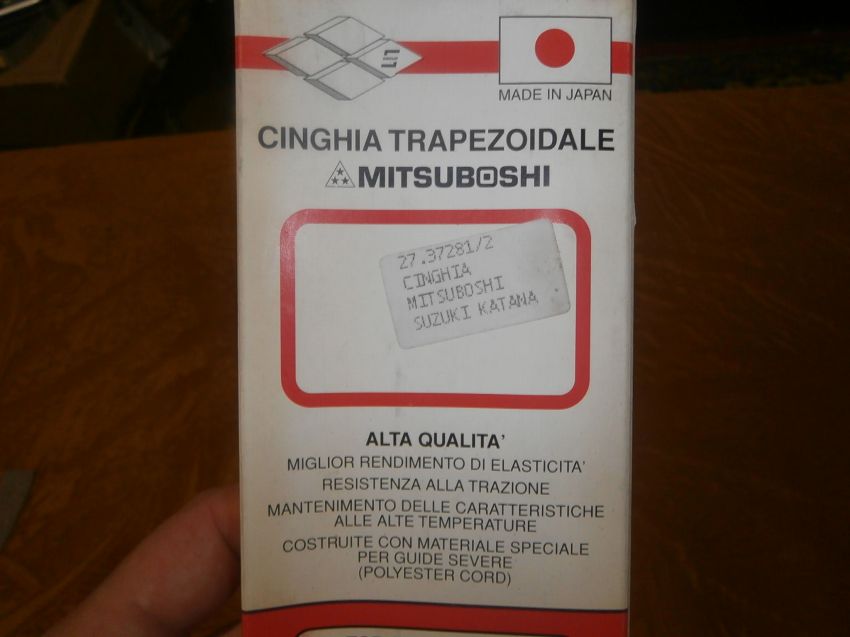 MADE IN JAPAN
CINGHIA TRAPEZOIDALE
MITSUBOSHI
27.37281/2
CINGHIA
MITSUBOSHI
SUZUKI KATANA
ALTA QUALITA'
MIGLIOR RENDIMENTO DI ELASTICITA'
RESISTENZA ALLA TRAZIONE
MANTENIMENTO DELLE CARATTERISTICHE
ALLE ALTE TEMPERATURE
COSTRUITE CON MATERIALE SPECIALE
PER GUIDE SEVERE
(POLYESTER CORD)